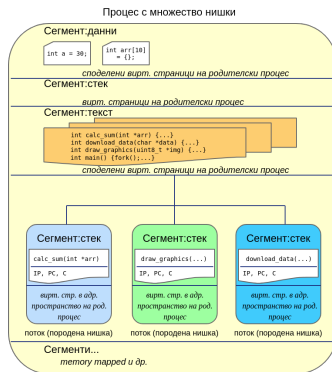 Процес с множество нишки
Сегмент:данни
int a = 30;
int arr[10]
= {};
споделени вирт. страници на родителски процес
Сегмент:стек
вирт. страници на родителски процес
Сегмент:текст
int calc_sum(int *arr) {...}
int download_data(char *data) {...}
int draw_graphics(uint8_t *img) {...}
int main() {fork();...}
споделени вирт. страници на родителски процес
Сегмент:стек
calc_sum(int *arr)
IP, PC, C
вирт. стр. в адр.
пространство на род.
процес
поток (породена нишка)
Сегмент:стек
draw_graphics(...)
IP, PC, C
вирт. стр. в адр.
пространство на род.
процес
поток (породена нишка)
Сегмент:стек
download_data(...)
IP, PC, C
вирт. стр. в адр.
пространство на род.
процес
поток (породена нишка)
Сегменти...
memory mapped и др.